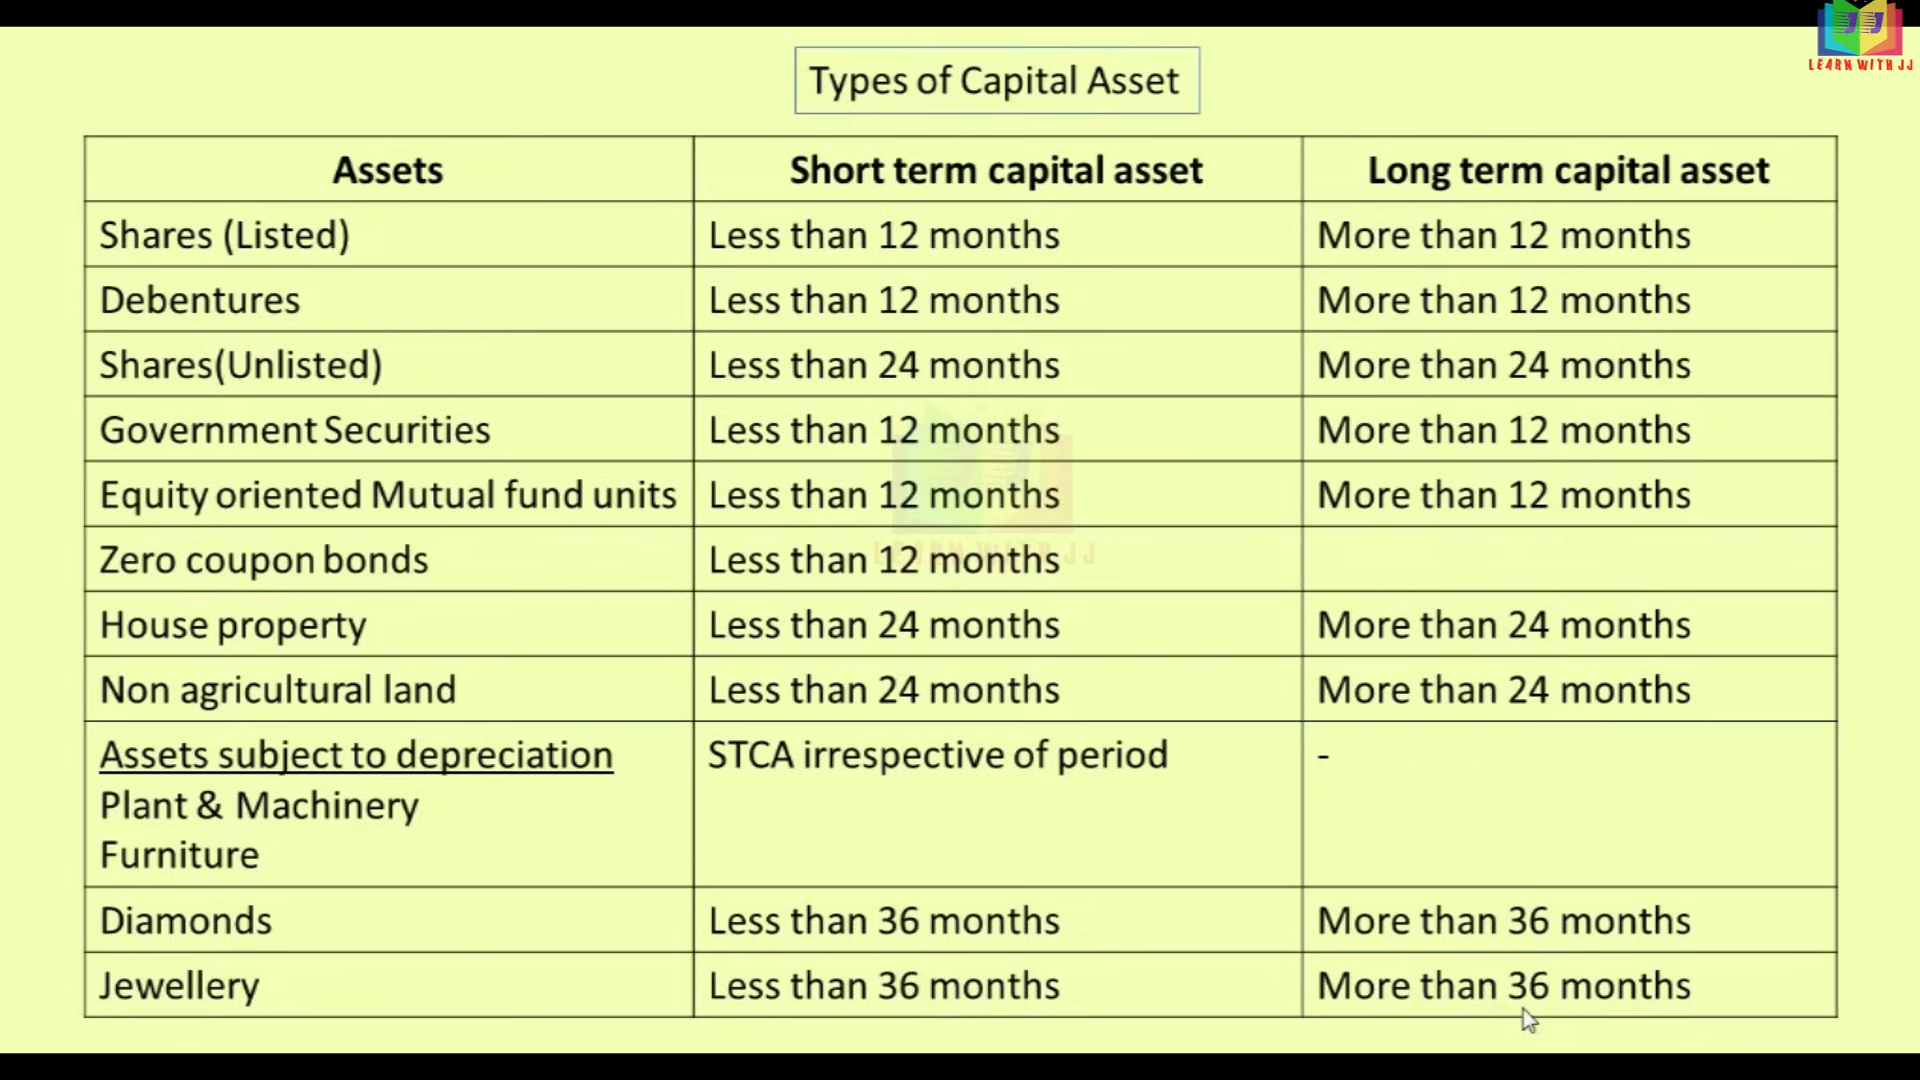 JJ
LEARN WITH JJ
Types of Capital Asset
Assets Short term capital asset Long term capital asset
Shares (Listed) Less than 12 months More than 12 months
Debentures Less than 12 months More than 12 months
Shares(Unlisted) Less than 24 months More than 24 months
Government Securities Less than 12 months More than 12 months
Equity oriented Mutual fund units Less than 12 months More than 12 months
Zero coupon bonds Less than 12 months
LEARN WITH JJ
House property Less than 24 months More than 24 months
Non agricultural land Less than 24 months More than 24 months
Assets subject to depreciation STCA irrespective of period -
Plant & Machinery
Furniture
Diamonds Less than 36 months More than 36 months
Jewellery Less than 36 months More than 36 months